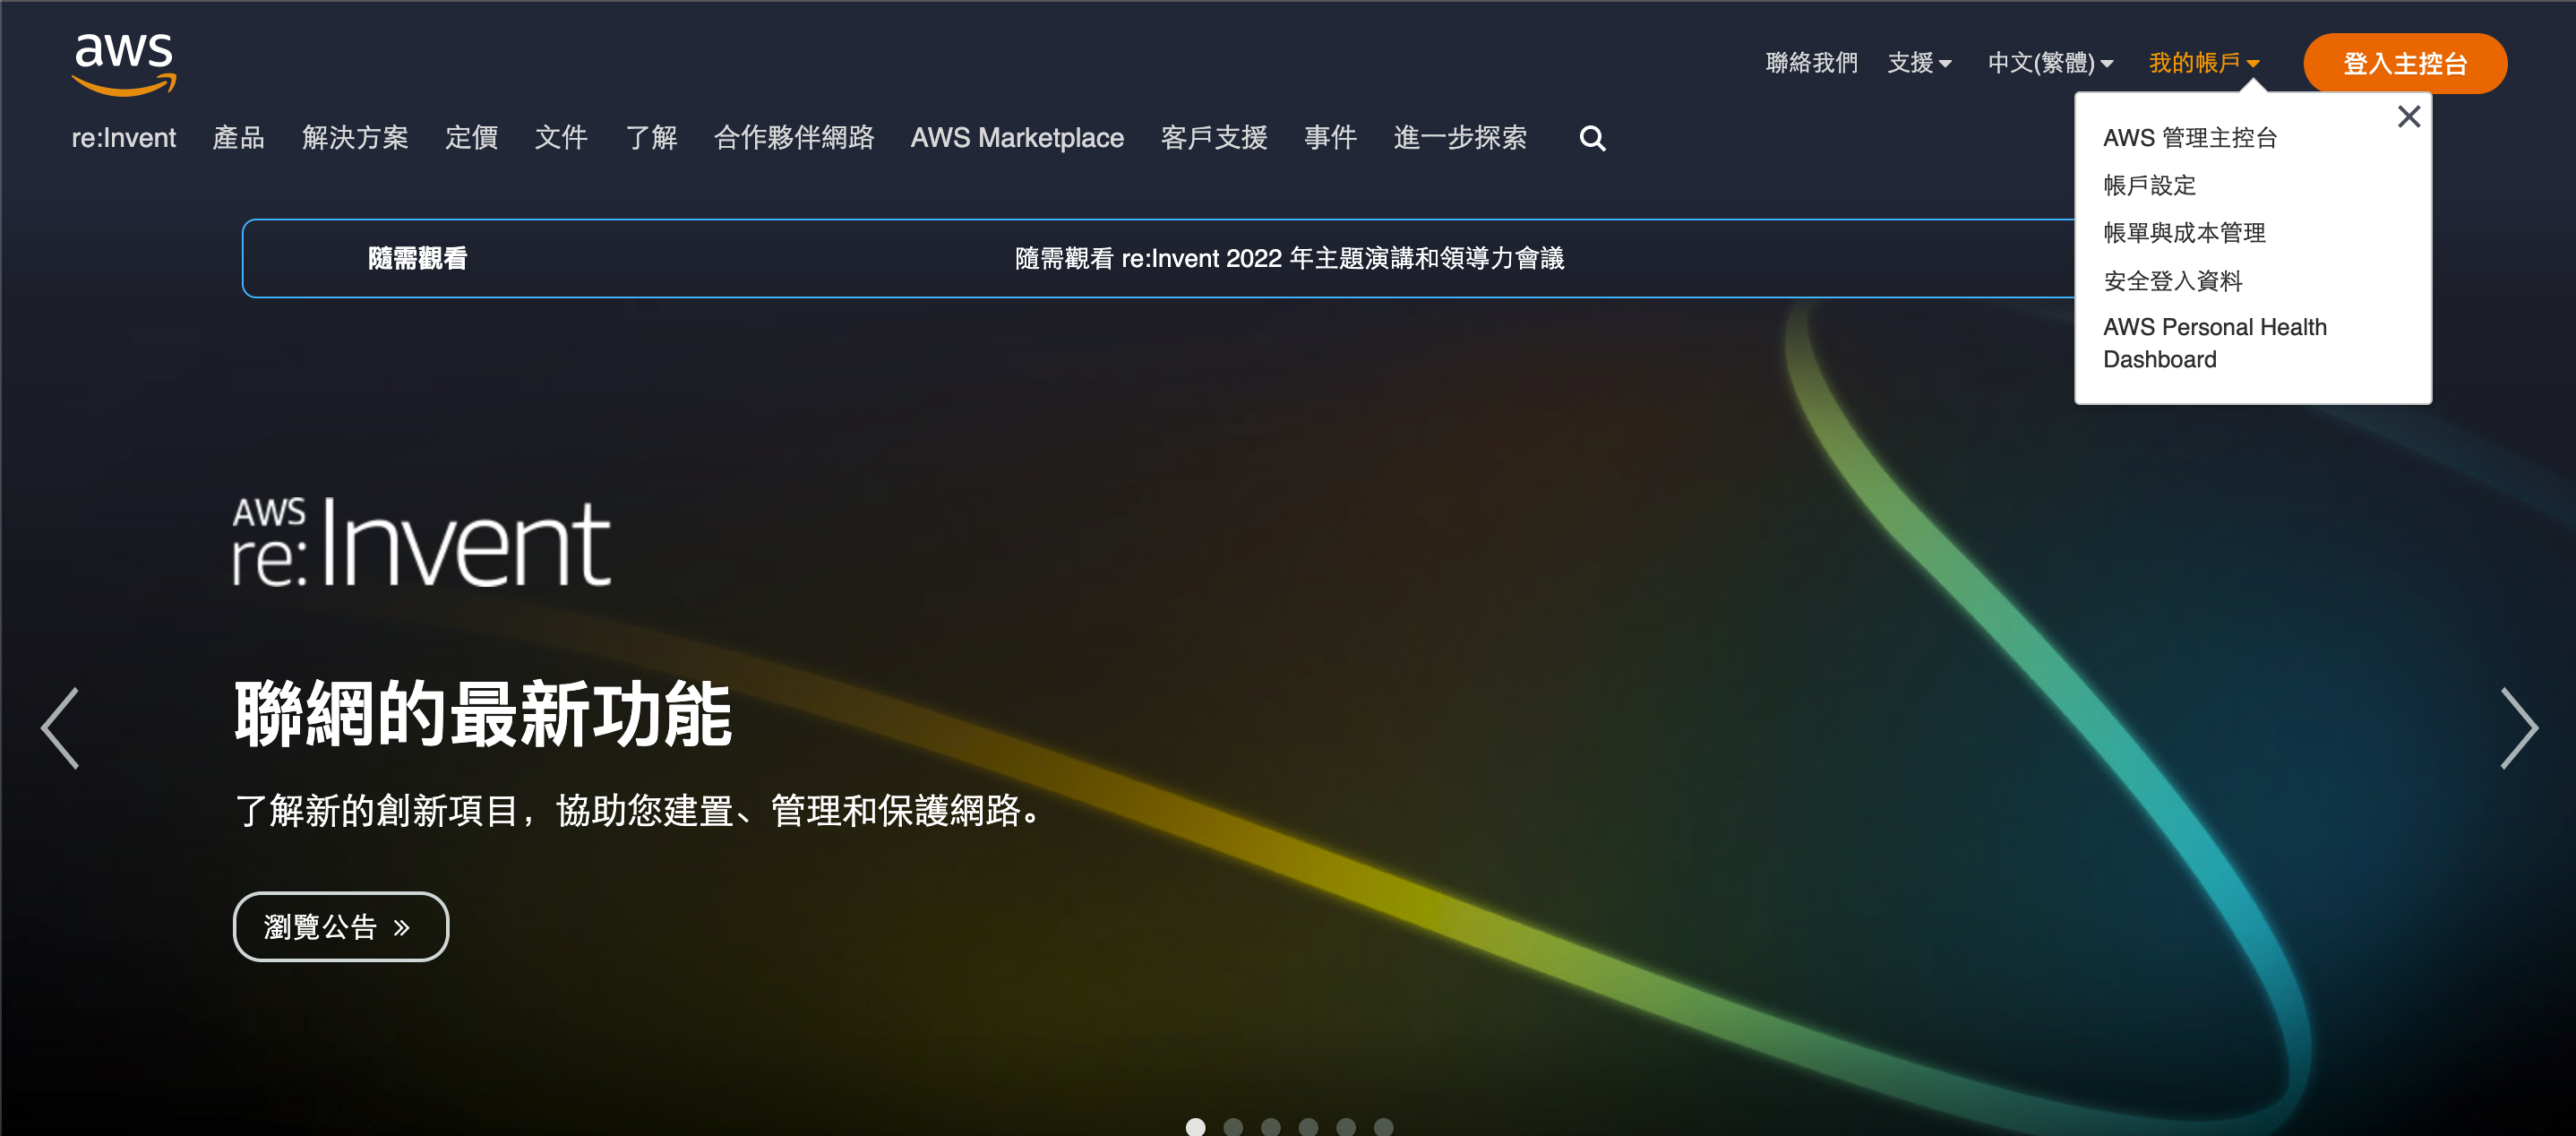 aws
聯絡我們 支援 中文(繁體) 我的帳戶 登入主控台
re:Invent 產品 解決方案 定價 文件 了解 合作夥伴網路 AWS Marketplace 客戶支援 事件 進一步探索
AWS 管理主控台
帳戶設定
帳單與成本管理
安全登入資料
AWS Personal Health
Dashboard
隨需觀看 隨需觀看 re:Invent 2022 年主題演講和領導力會議
AWS
re:Invent
聯網的最新功能
了解新的創新項目，協助您建置、管理和保護網路。
瀏覽公告 »